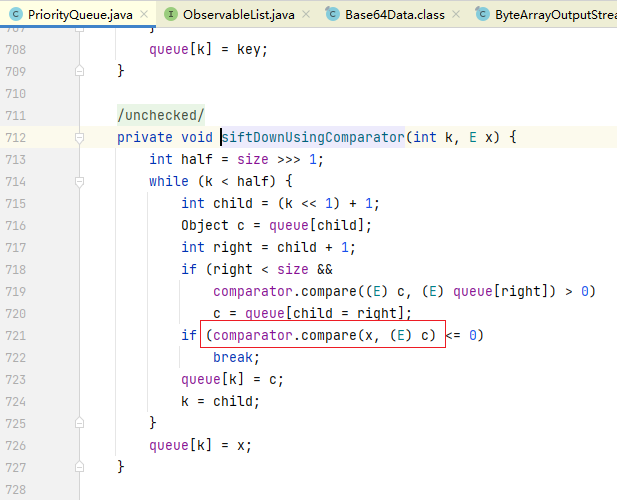 PriorityQueue.java × ObservableList.java × Base64Data.class × ByteArrayOutputStrea
707 }
708 queue[k] = key;
709 }
710
711 /unchecked/
712 private void siftDownUsingComparator(int k, E x) {
713 int half = size >>> 1;
714 while (k < half) {
715 int child = (k << 1) + 1;
716 Object c = queue[child];
717 int right = child + 1;
718 if (right < size &&
719 comparator.compare((E) c, (E) queue[right]) > 0)
720 c = queue[child = right];
721 if (comparator.compare(x, (E) c) <= 0)
722 break;
723 queue[k] = c;
724 k = child;
725 }
726 queue[k] = x;
727 }
728